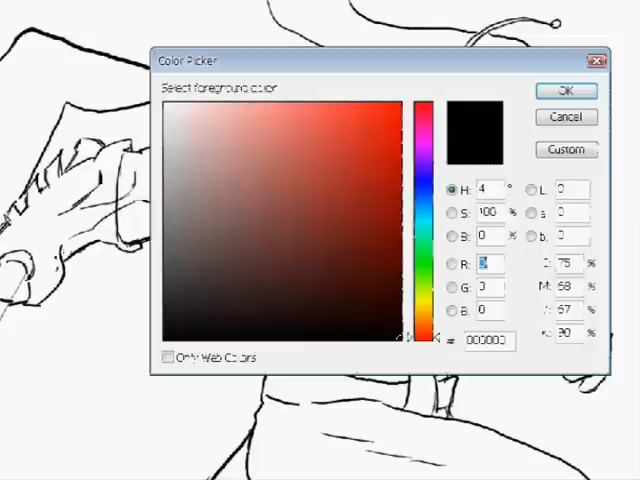 Color Picker
Select foreground color
OK
Cancel
Custom
H: 4 °
S: 100 %
B: 0 %
L: 0
a: 0
b: 0
R: 0
G: 0
B: 0
C: 75 %
M: 68 %
Y: 67 %
K: 90 %
# 000000
Only Web Colors